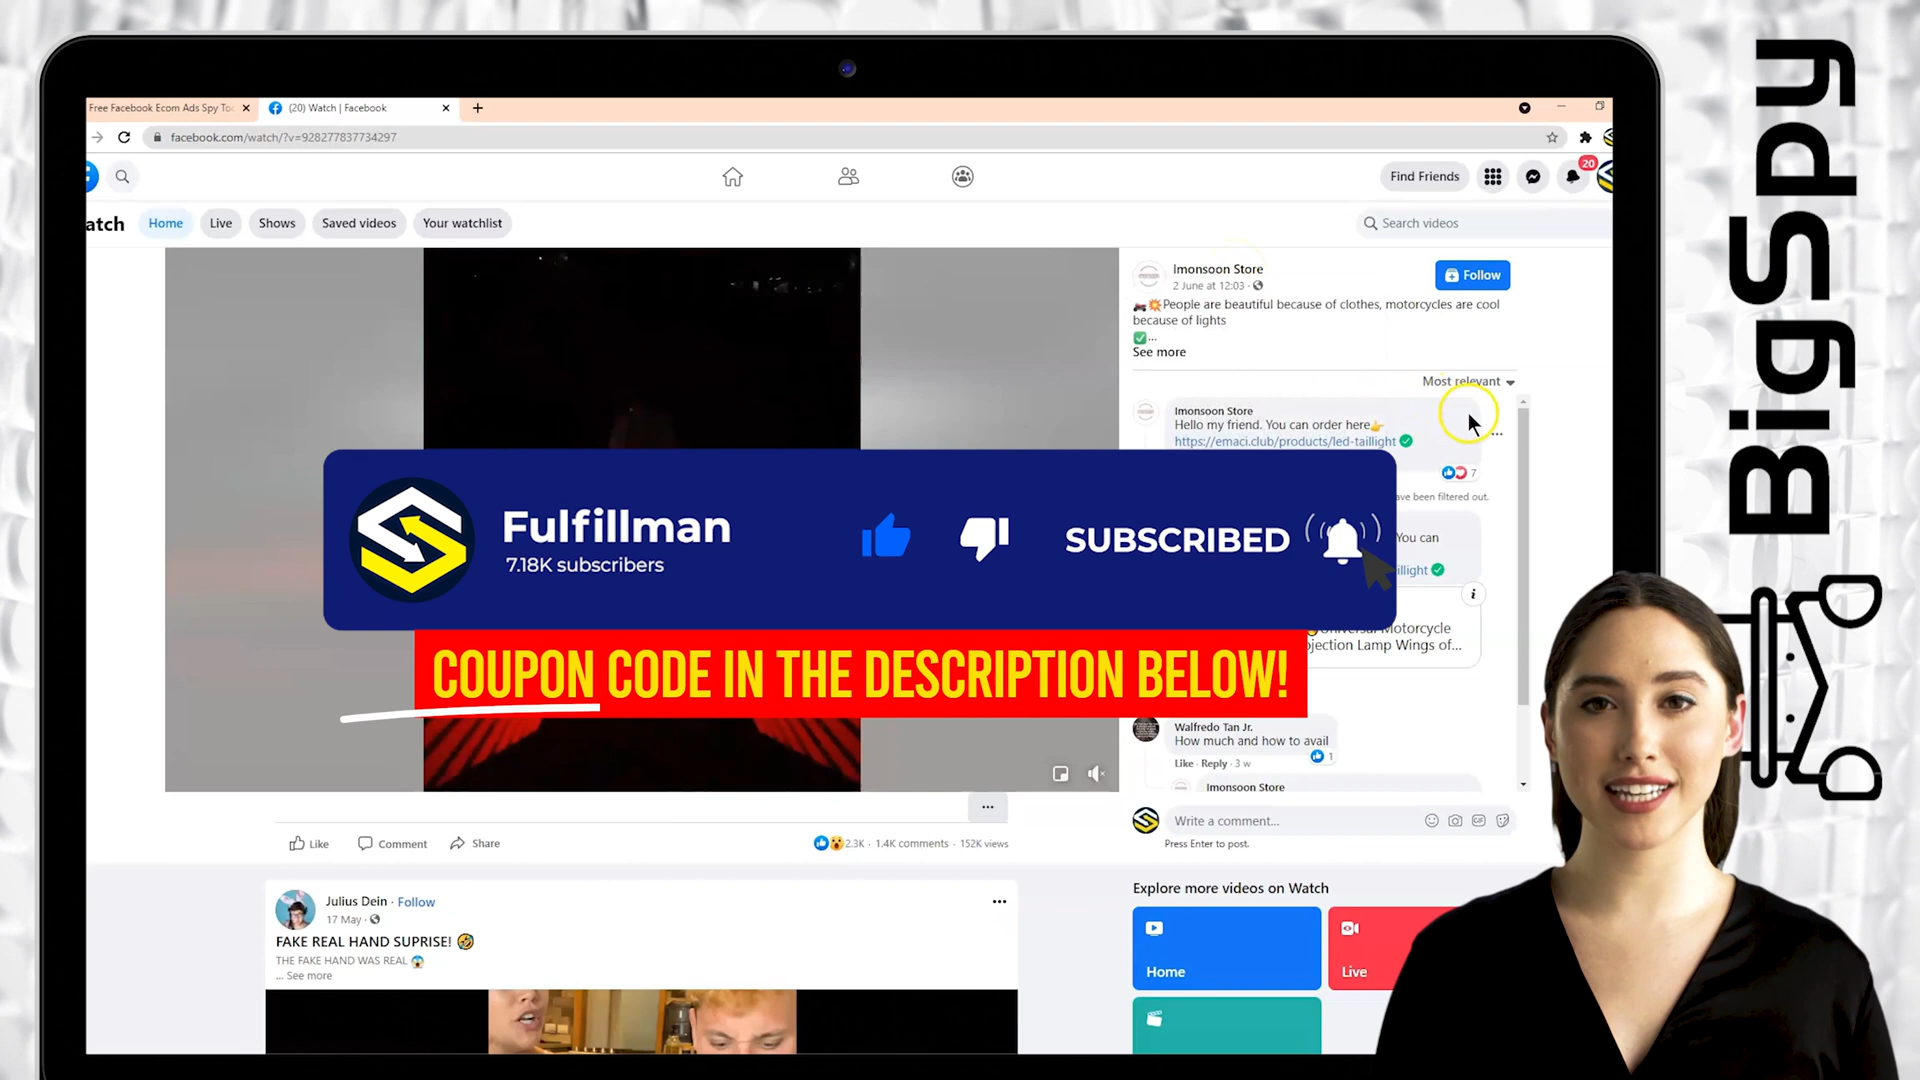 Free Facebook Ecom Ads Spy Too
(20) Watch | Facebook
facebook.com/watch/?v=928277837734297
Find Friends
20
atch
Home
Live
Shows
Saved videos
Your watchlist
Search videos
Imonsoon Store
2 June at 12:03
Follow
People are beautiful because of clothes, motorcycles are cool
because of lights
...
See more
Most relevant
Imonsoon Store
Hello my friend. You can order here
https://emaci.club/products/led-taillight
7
ave been filtered out.
You can
illight
Universal Motorcycle
ojection Lamp Wings of...
Fulfillman
7.18K subscribers
SUBSCRIBED
COUPON CODE IN THE DESCRIPTION BELOW!
Walfredo Tan Jr.
How much and how to avail
1
Like · Reply · 3 w
Imonsoon Store
Write a comment...
GIF
Press Enter to post.
Like
Comment
Share
2.3K · 1.4K comments · 152K views
Julius Dein · Follow
17 May
FAKE REAL HAND SUPRISE!
THE FAKE HAND WAS REAL
... See more
Explore more videos on Watch
Home
Live
BigSpy